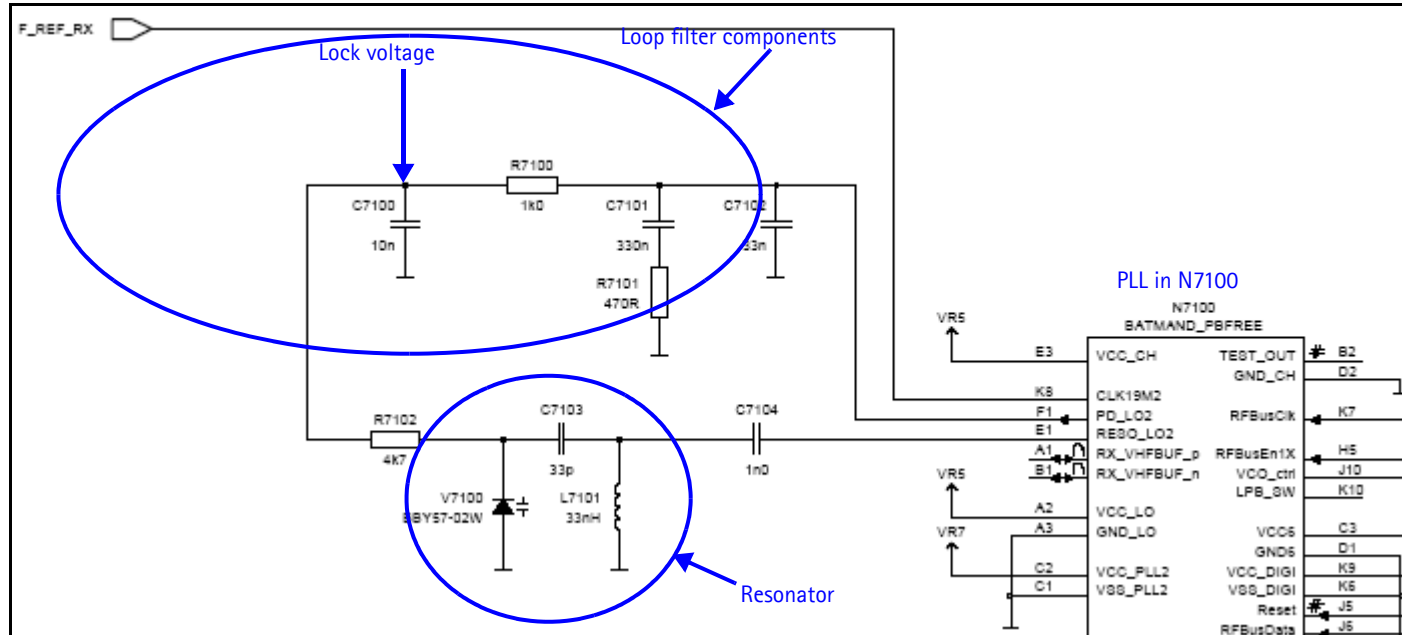 F_REF_RX
Loop filter components
Lock voltage
R7100
1k0
C7100
10n
C7101
330n
C7102
33n
R7101
470R
PLL in N7100
N7100
BATMAND_PBFREE
VR5
E3
VCC_CH
TEST_OUT
B2
GND_CH
D2
K8
CLK19M2
F1
PD_LO2
RFBusClk
K7
E1
RESO_LO2
A1
RX_VHFBUF_p
RFBusEn1X
H5
B1
RX_VHFBUF_n
VCO_ctrl
J10
LPB_SW
K10
VR5
A2
VCC_LO
A3
GND_LO
VCC6
C3
VR7
GND6
D1
C2
VCC_PLL2
VCC_DIGI
K9
C1
VSS_PLL2
VSS_DIGI
K6
Reset
J5
RFBusData
J6
R7102
4k7
C7103
33p
C7104
1n0
V7100
BBY57-02W
L7101
33nH
Resonator